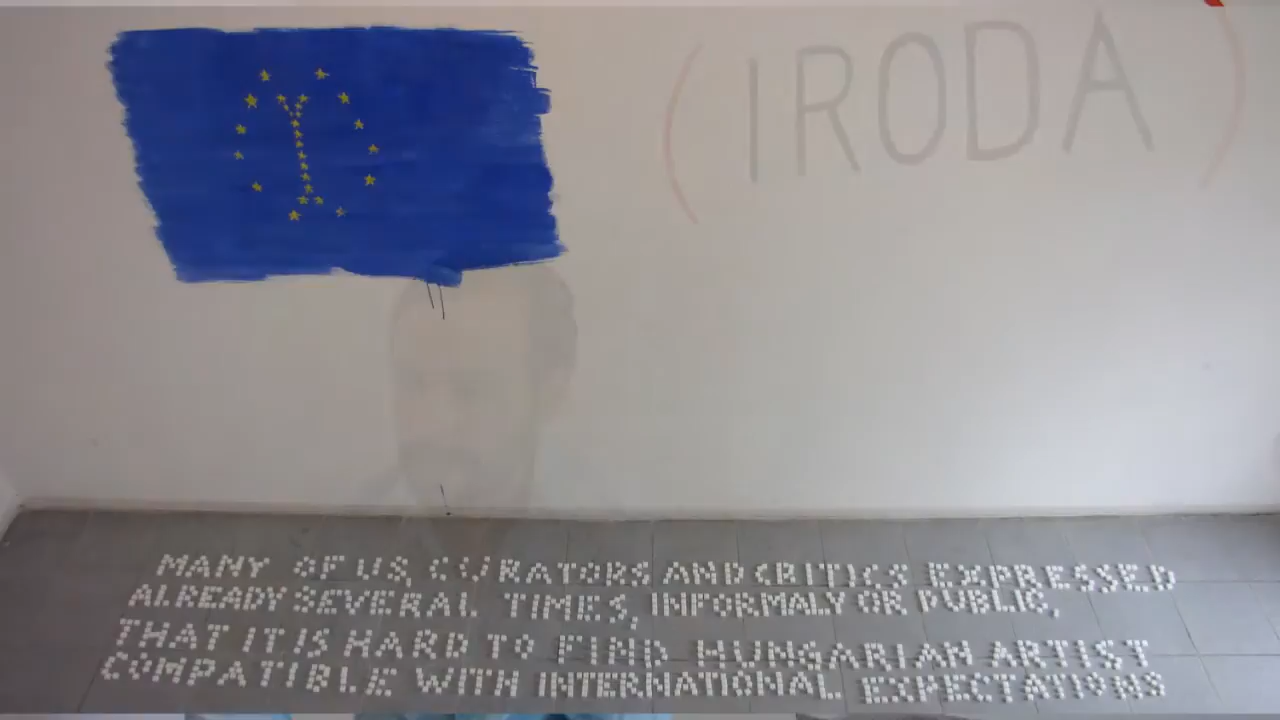 ( IRODA )
MANY OF US, CURATORS AND CRITICS EXPRESSED
ALREADY SEVERAL TIMES, INFORMALY OR PUBLIC,
THAT IT IS HARD TO FIND HUNGARIAN ARTIST
COMPATIBLE WITH INTERNATIONAL EXPECTATIONS